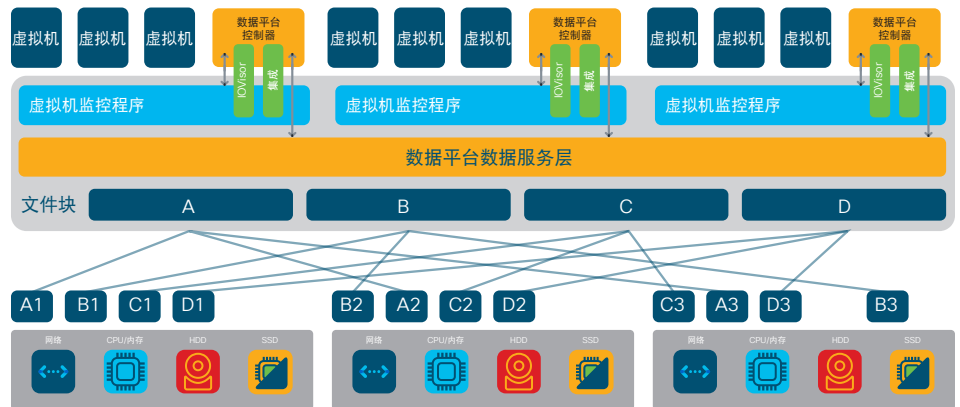 虚拟机 虚拟机 虚拟机 数据平台 虚拟机 虚拟机 虚拟机 数据平台 虚拟机 虚拟机 虚拟机 数据平台
控制器 控制器 控制器
IOVisor 集成 IOVisor 集成 IOVisor 集成
虚拟机监控程序 虚拟机监控程序 虚拟机监控程序
数据平台数据服务层
文件块 A B C D
A1 B1 C1 D1 B2 A2 C2 D2 C3 A3 D3 B3
网络 CPU/内存 HDD SSD 网络 CPU/内存 HDD SSD 网络 CPU/内存 HDD SSD